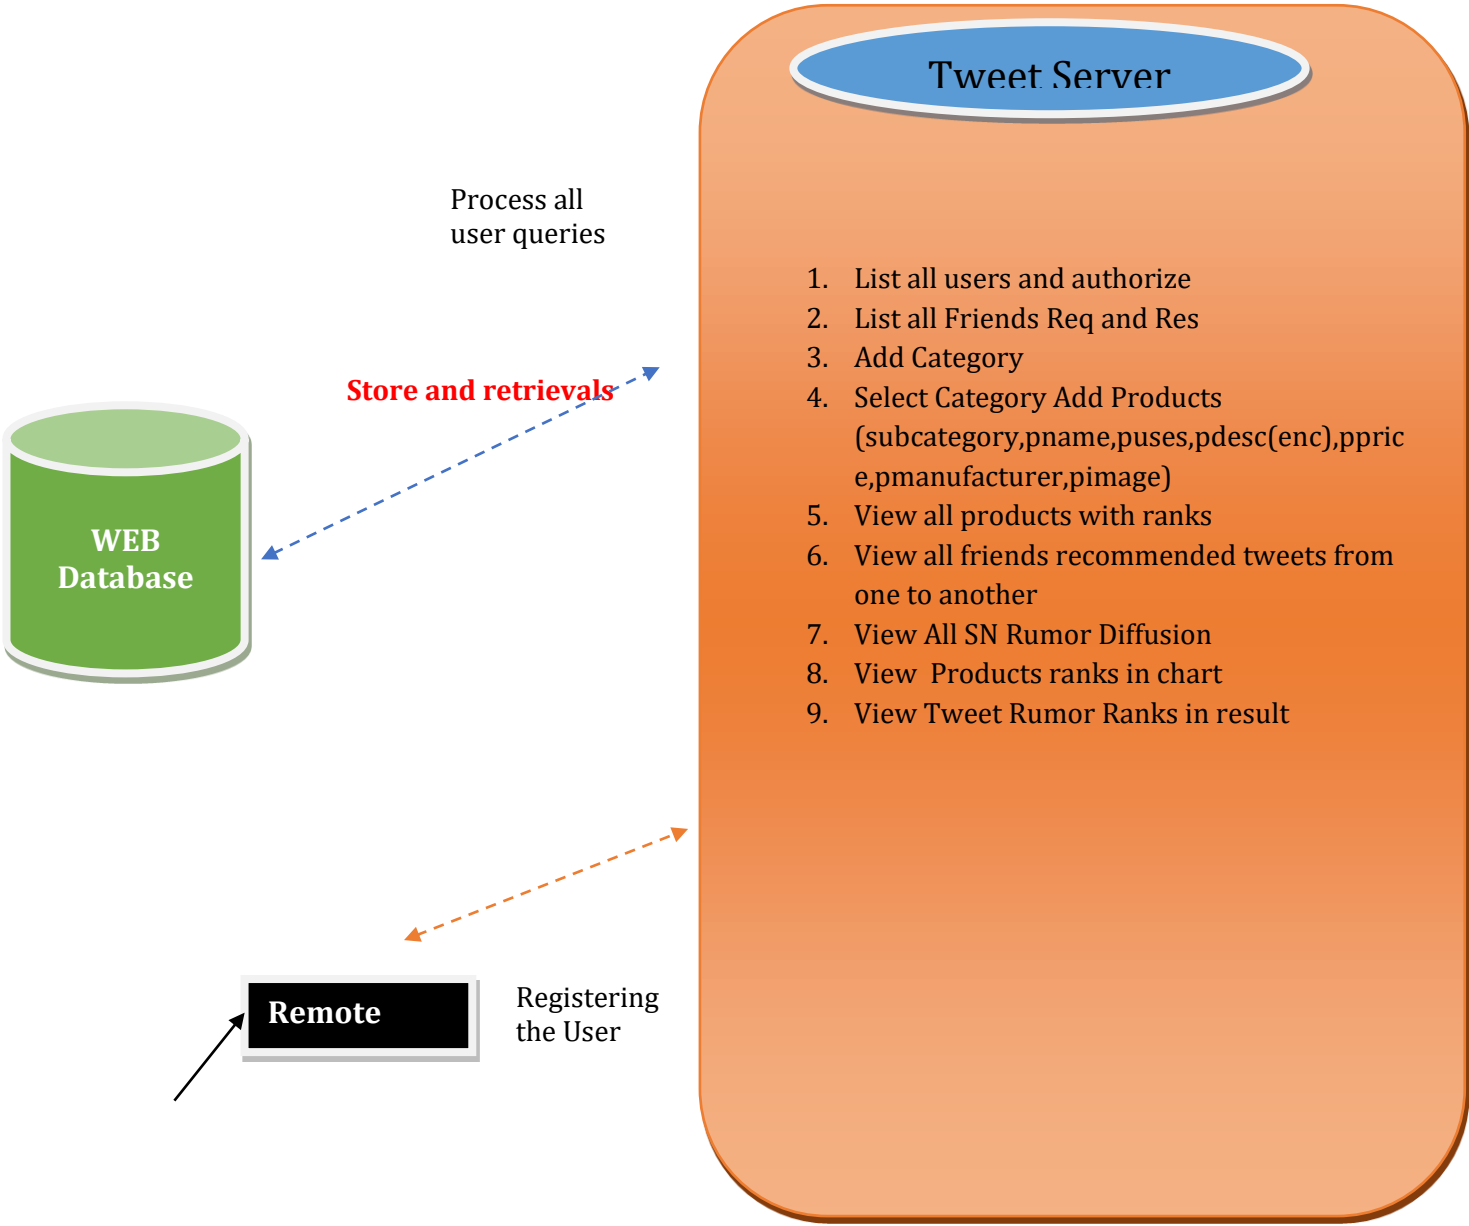 Tweet Server
Process all
user queries
1. List all users and authorize
2. List all Friends Req and Res
3. Add Category
4. Select Category Add Products
(subcategory,pname,puses,pdesc(enc),ppric
e,pmanufacturer,pimage)
5. View all products with ranks
6. View all friends recommended tweets from
one to another
7. View All SN Rumor Diffusion
8. View  Products ranks in chart
9. View Tweet Rumor Ranks in result
Store and retrievals
WEB
Database
Remote
Registering
the User